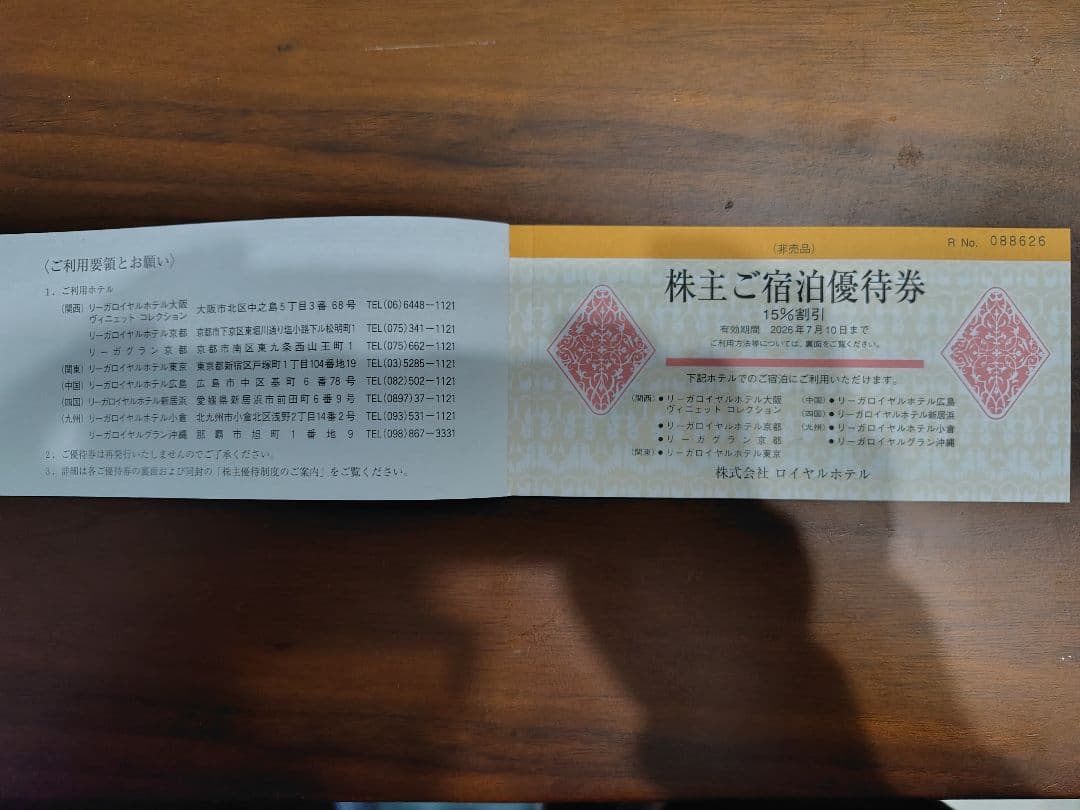 〈ご利用要領とお願い〉
1. ご利用ホテル
(関西) リーガロイヤルホテル大阪 ヴィニェット コレクション 大阪市北区中之島5丁目3番68号 TEL(06)6448-1121
リーガロイヤルホテル京都 京都市下京区東堀川通り塩小路下ル松明町1 TEL(075)341-1121
リーガグラン京都 京都市南区東九条西山王町1 TEL(075)662-1121
(関東) リーガロイヤルホテル東京 東京都新宿区戸塚町1丁目104番地19 TEL(03)5285-1121
(中国) リーガロイヤルホテル広島 広島市中区基町6番78号 TEL(082)502-1121
(四国) リーガロイヤルホテル新居浜 愛媛県新居浜市前田町6番9号 TEL(0897)37-1121
(九州) リーガロイヤルホテル小倉 北九州市小倉北区浅野2丁目14番2号 TEL(093)531-1121
リーガロイヤルグラン沖縄 那覇市旭町1番地9 TEL(098)867-3331
2. ご優待券は再発行いたしませんのでご了承ください。
3. 詳細は各ご優待券の裏面および同封の「株主優待制度のご案内」をご覧ください。
(非売品)
R No. 088626
株主ご宿泊優待券
15%割引
有効期間 2026年7月10日まで
ご利用方法等については、裏面をご覧ください。
下記ホテルでのご宿泊にご利用いただけます。
(関西) ●リーガロイヤルホテル大阪
ヴィニェット コレクション
●リーガロイヤルホテル京都
●リーガグラン京都
(関東) ●リーガロイヤルホテル東京
(中国) ●リーガロイヤルホテル広島
(四国) ●リーガロイヤルホテル新居浜
(九州) ●リーガロイヤルホテル小倉
●リーガロイヤルグラン沖縄
株式会社 ロイヤルホテル